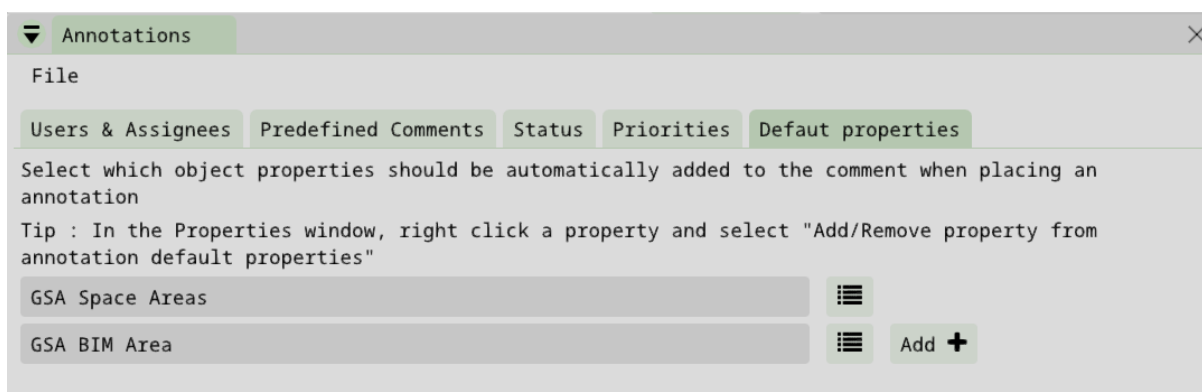 Annotations
File
Users & Assignees Predefined Comments Status Priorities Defaut properties
Select which object properties should be automatically added to the comment when placing an
annotation
Tip : In the Properties window, right click a property and select "Add/Remove property from
annotation default properties"
GSA Space Areas
GSA BIM Area Add